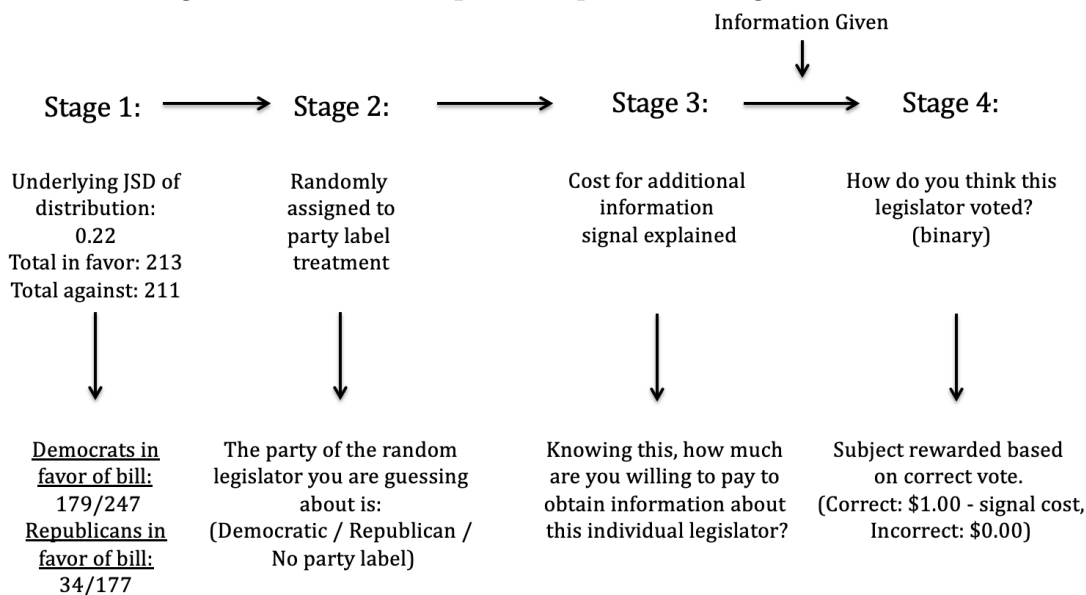 Information Given
Stage 1:
Stage 2:
Stage 3:
Stage 4:
Underlying JSD of
distribution:
0.22
Total in favor: 213
Total against: 211
Randomly
assigned to
party label
treatment
Cost for additional
information
signal explained
How do you think this
legislator voted?
(binary)
Democrats in
favor of bill:
179/247
Republicans in
favor of bill:
34/177
The party of the random
legislator you are guessing
about is:
(Democratic / Republican /
No party label)
Knowing this, how much
are you willing to pay to
obtain information about
this individual legislator?
Subject rewarded based
on correct vote.
(Correct: $1.00 - signal cost,
Incorrect: $0.00)